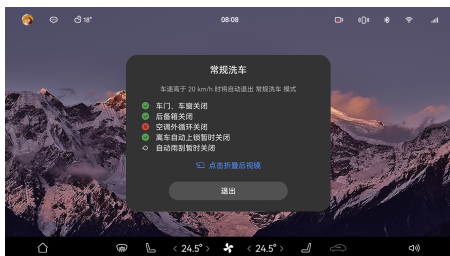 18°
08:08
常规洗车
车速高于 20 km/h 时将自动退出 常规洗车 模式
车门、车窗关闭
后备箱关闭
空调外循环关闭
离车自动上锁暂时关闭
自动雨刮暂时关闭
点击折叠后视镜
退出
24.5°
24.5°